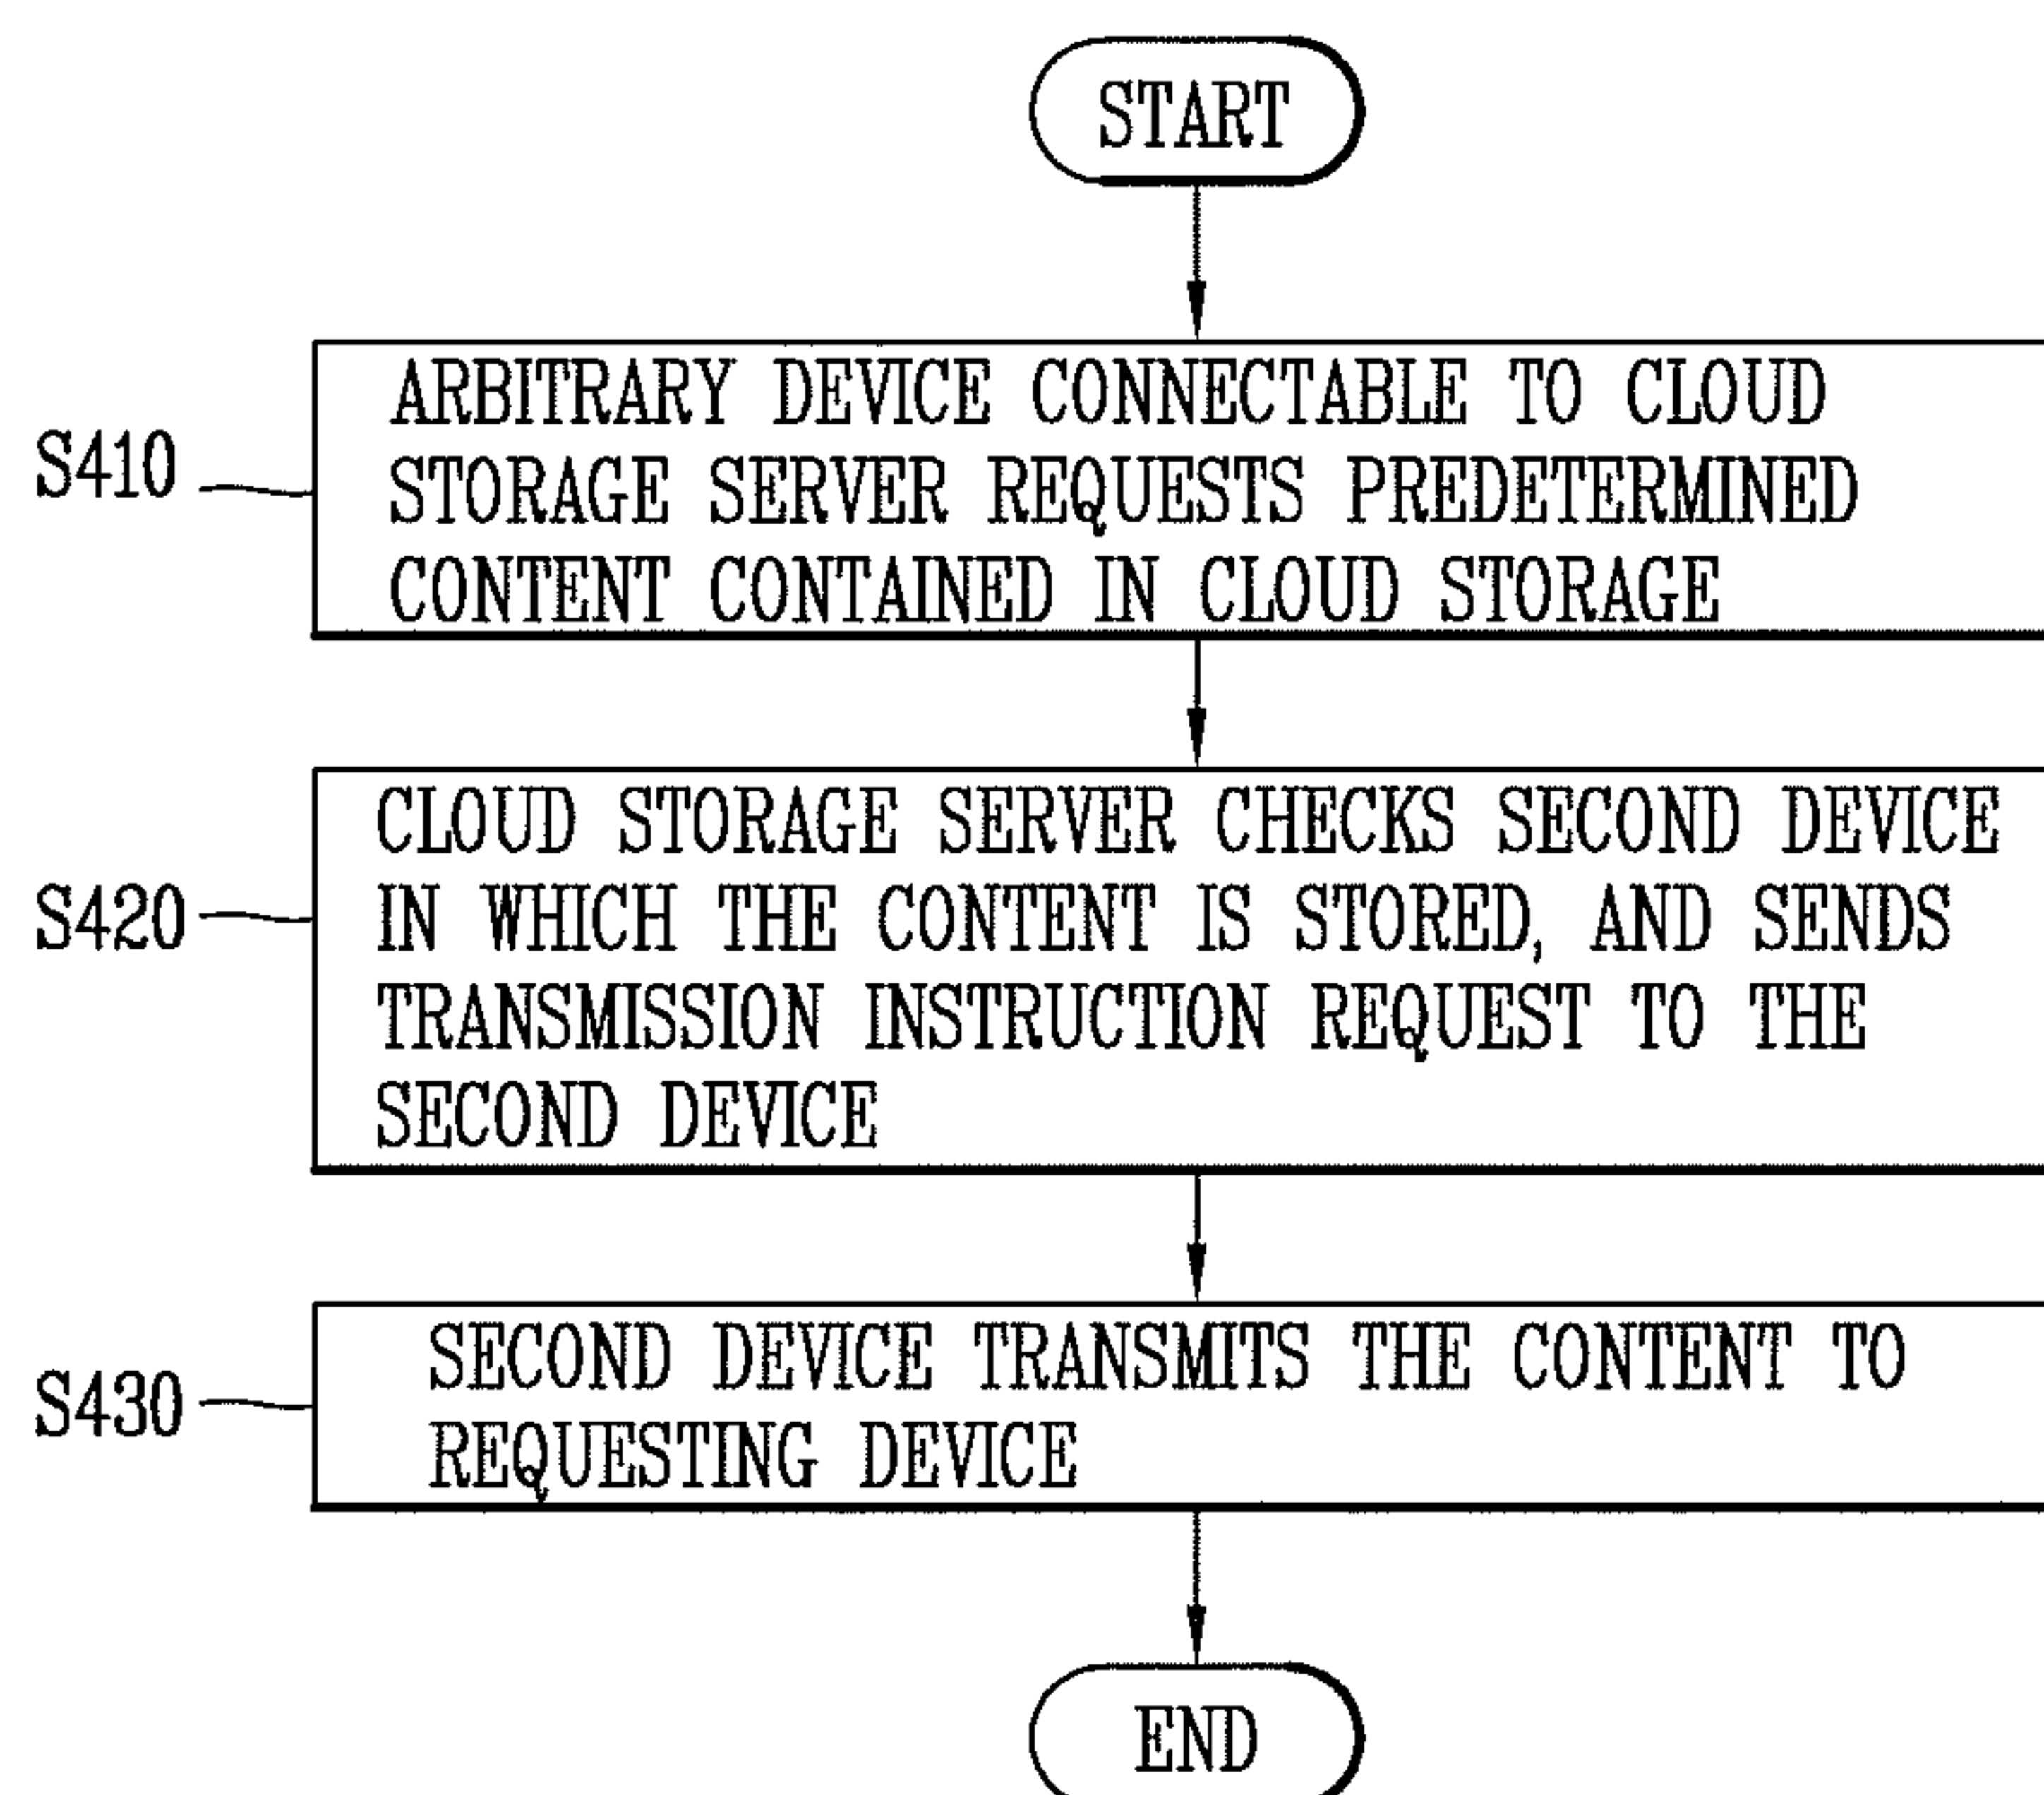 START
S410
ARBITRARY DEVICE CONNECTABLE TO CLOUD
STORAGE SERVER REQUESTS PREDETERMINED
CONTENT CONTAINED IN CLOUD STORAGE
S420
CLOUD STORAGE SERVER CHECKS SECOND DEVICE
IN WHICH THE CONTENT IS STORED, AND SENDS
TRANSMISSION INSTRUCTION REQUEST TO THE
SECOND DEVICE
S430
SECOND DEVICE TRANSMITS THE CONTENT TO
REQUESTING DEVICE
END